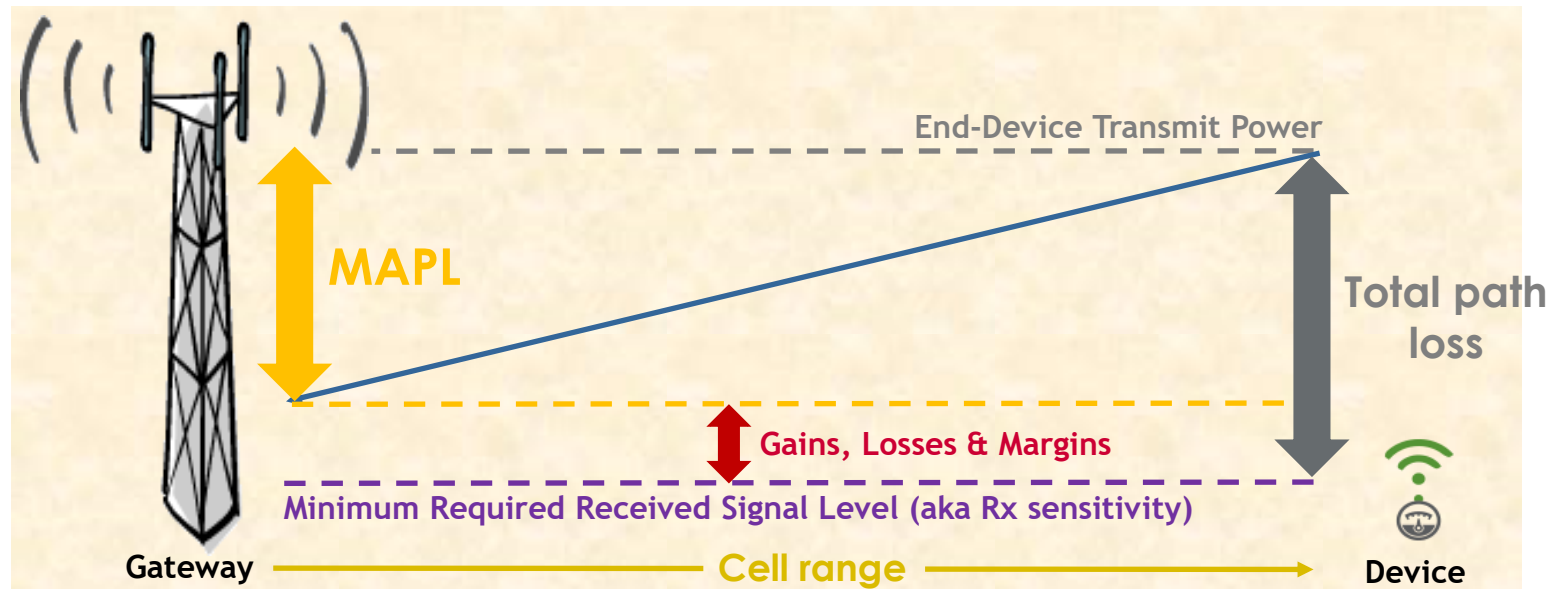 End-Device Transmit Power
MAPL
Total path
loss
Gains, Losses & Margins
Minimum Required Received Signal Level (aka Rx sensitivity)
Gateway
Cell range
Device